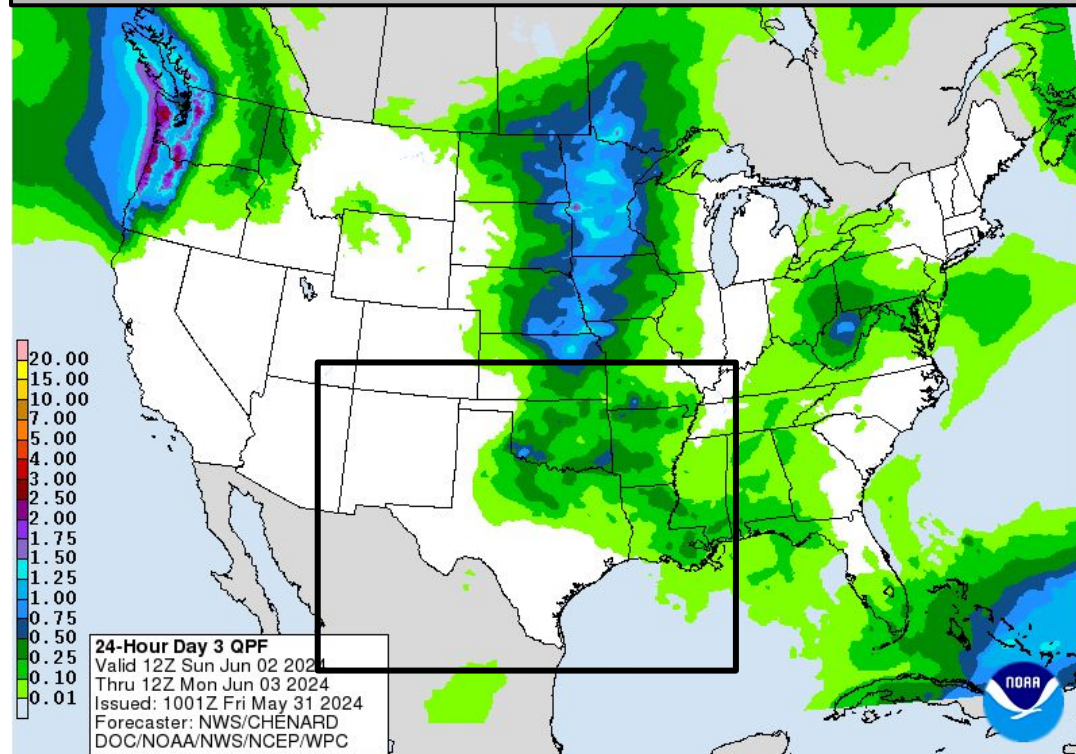 20.00
15.00
10.00
7.00
5.00
4.00
3.00
2.50
2.00
1.75
1.50
1.25
1.00
0.75
0.50
0.25
0.10
0.01
24-Hour Day 3 QPF
Valid 12Z Sun Jun 02 2024
Thru 12Z Mon Jun 03 2024
Issued: 1001Z Fri May 31 2024
Forecaster: NWS/CHENARD
DOC/NOAA/NWS/NCEP/WPC
NOAA